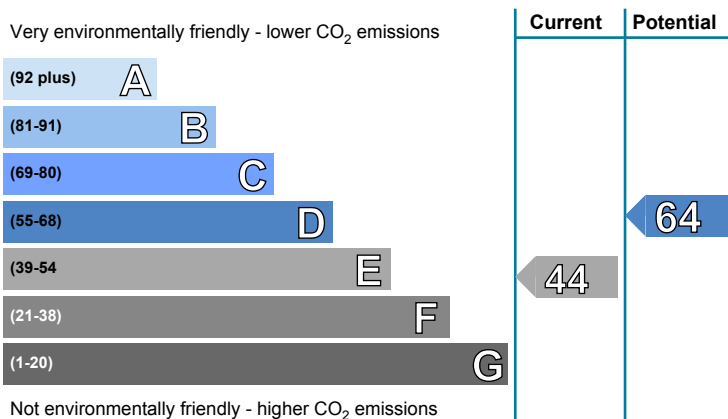 Current Potential
Very environmentally friendly - lower CO2 emissions
(92 plus) A
(81-91) B
(69-80) C
(55-68) D
64
(39-54 E
44
(21-38) F
(1-20) G
Not environmentally friendly - higher CO2 emissions